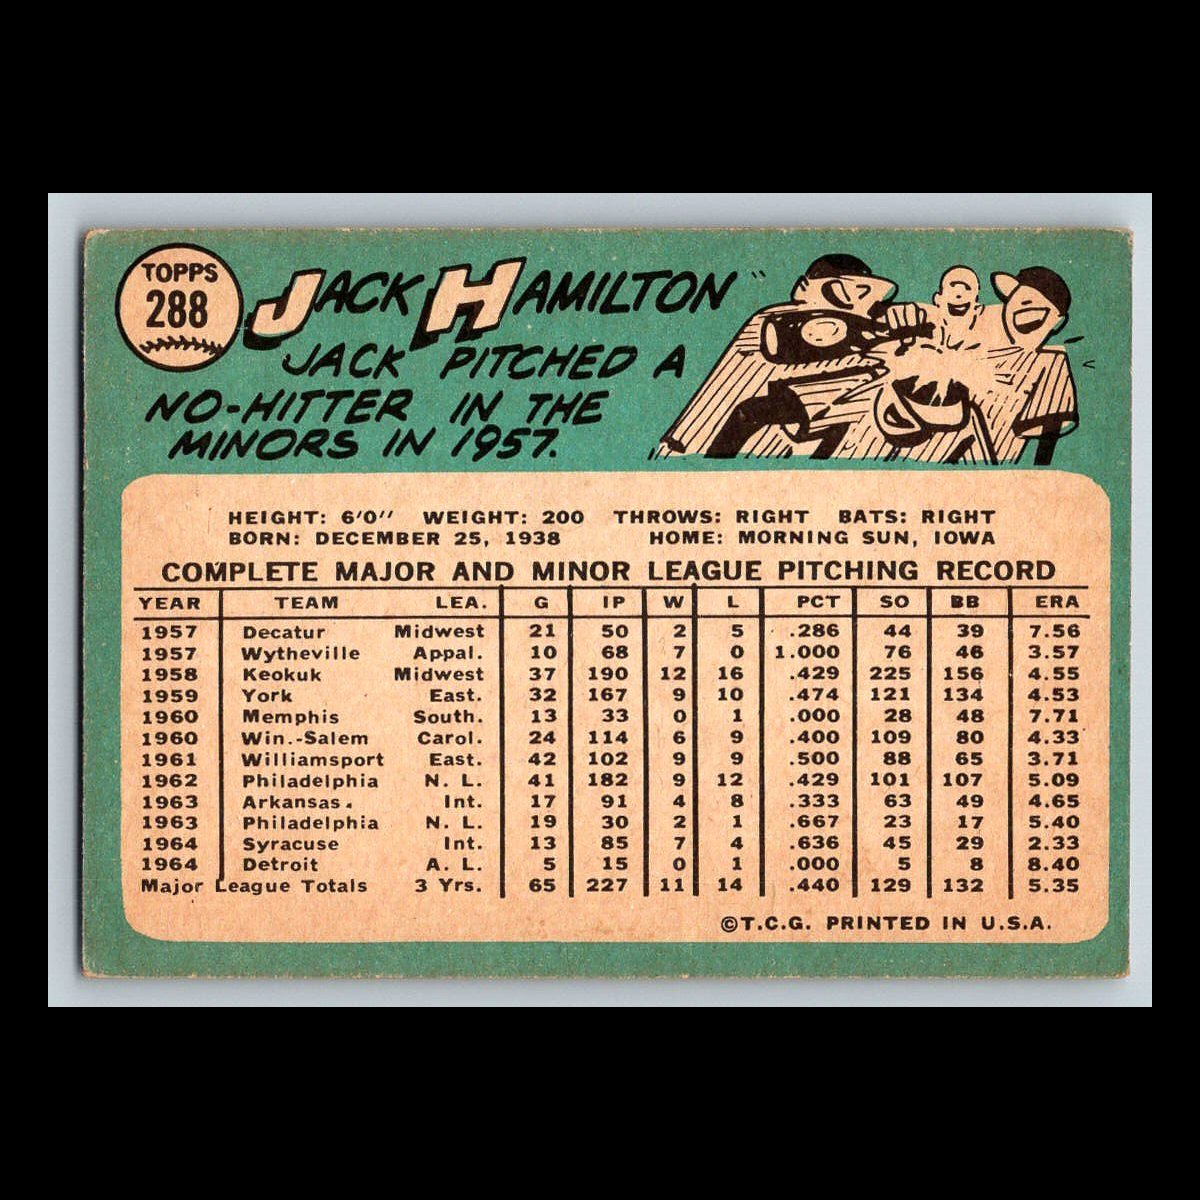 TOPPS
288
JACK HAMILTON
JACK PITCHED A
NO-HITTER IN THE
MINORS IN 1957.
HEIGHT: 6'0" WEIGHT: 200 THROWS: RIGHT BATS: RIGHT
BORN: DECEMBER 25, 1938 HOME: MORNING SUN, IOWA
COMPLETE MAJOR AND MINOR LEAGUE PITCHING RECORD
YEAR TEAM LEA. G IP W L PCT SO BB ERA
1957 Decatur Midwest 21 50 2 5 .286 44 39 7.56
1957 Wytheville Appal. 10 68 7 0 1.000 76 46 3.57
1958 Keokuk Midwest 37 190 12 16 .429 225 156 4.55
1959 York East. 32 167 9 10 .474 121 134 4.53
1960 Memphis South. 13 33 0 1 .000 28 48 7.71
1960 Win.-Salem Carol. 24 114 6 9 .400 109 80 4.33
1961 Williamsport East. 42 102 9 9 .500 88 65 3.71
1962 Philadelphia N. L. 41 182 9 12 .429 101 107 5.09
1963 Arkansas. Int. 17 91 4 8 .333 63 49 4.65
1963 Philadelphia N. L. 19 30 2 1 .667 23 17 5.40
1964 Syracuse Int. 13 85 7 4 .636 45 29 2.33
1964 Detroit A. L. 5 15 0 1 .000 5 8 8.40
Major League Totals 3 Yrs. 65 227 11 14 .440 129 132 5.35
©T.C.G. PRINTED IN U.S.A.